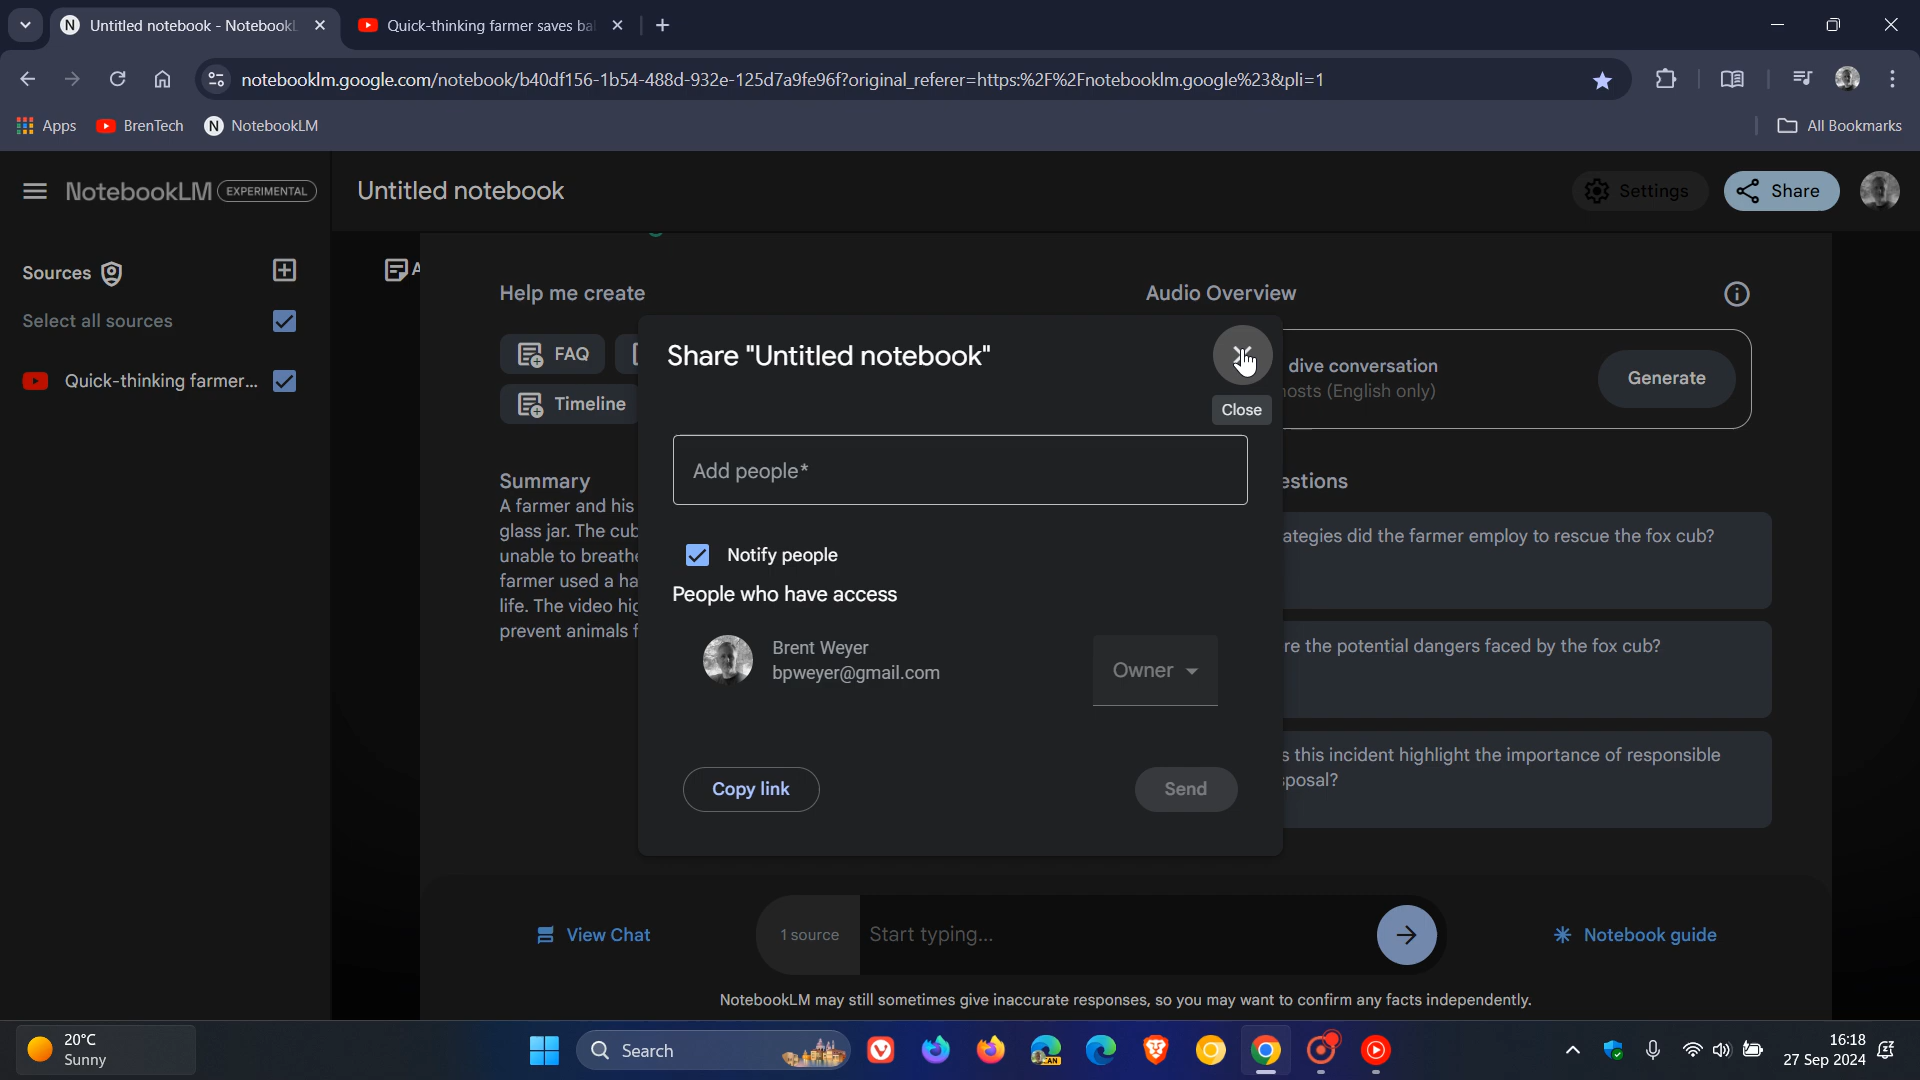 Untitled notebook - Notebook
Quick-thinking farmer saves ba
notebooklm.google.com/notebook/b40df156-1b54-488d-932e-125d7a9fe96f?original_referer=https:%2F%2Fnotebooklm.google%23&pli=1
Apps
BrenTech
NotebookLM
All Bookmarks
NotebookLM
EXPERIMENTAL
Untitled notebook
Settings
Share
Sources
Select all sources
Quick-thinking farmer...
Help me create
Audio Overview
FAQ
Timeline
dive conversation
(English only)
Generate
Share "Untitled notebook"
Close
Add people*
Notify people
People who have access
Brent Weyer
bpweyer@gmail.com
Owner
Copy link
Send
Summary
A farmer and his
glass jar. The cub
unable to breathe
farmer used a ha
life. The video hig
prevent animals f
estions
ategies did the farmer employ to rescue the fox cub?
re the potential dangers faced by the fox cub?
s this incident highlight the importance of responsible
sposal?
View Chat
1 source
Start typing...
Notebook guide
NotebookLM may still sometimes give inaccurate responses, so you may want to confirm any facts independently.
20°C
Sunny
Search
CAN
16:18
27 Sep 2024